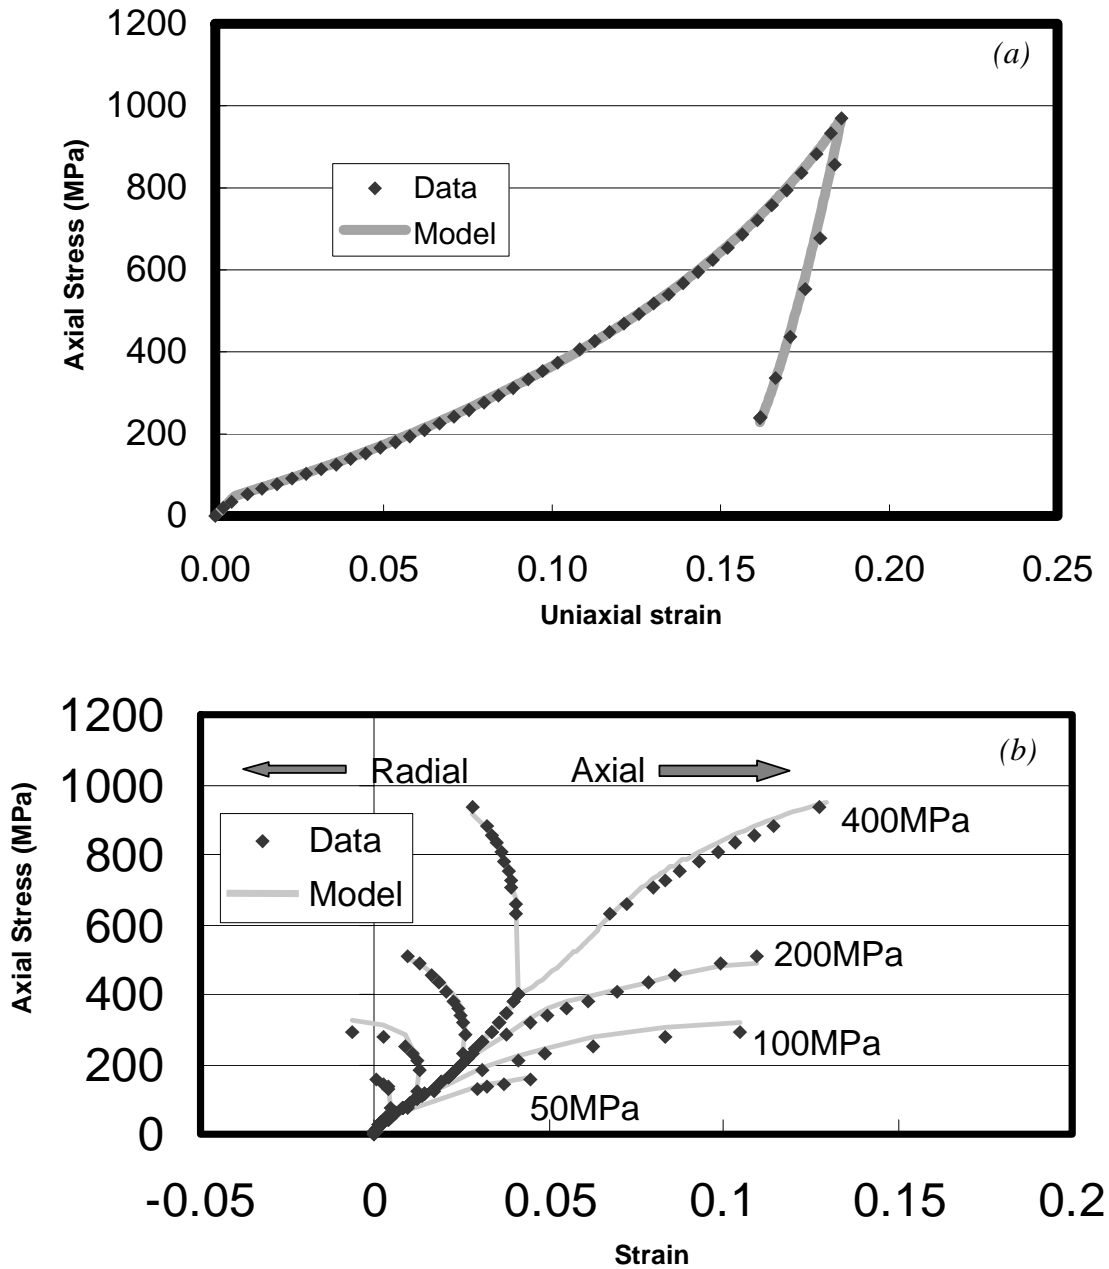 1200
(a)
1000
Data
800
Model
600
400
200
0
Axial Stress (MPa)
0.00 0.05 0.10 0.15 0.20 0.25
Uniaxial strain
1200
(b)
Radial Axial
1000
400MPa
Data
800
Model
600
200MPa
400
100MPa
200
50MPa
0
Axial Stress (MPa)
-0.05 0 0.05 0.1 0.15 0.2
Strain